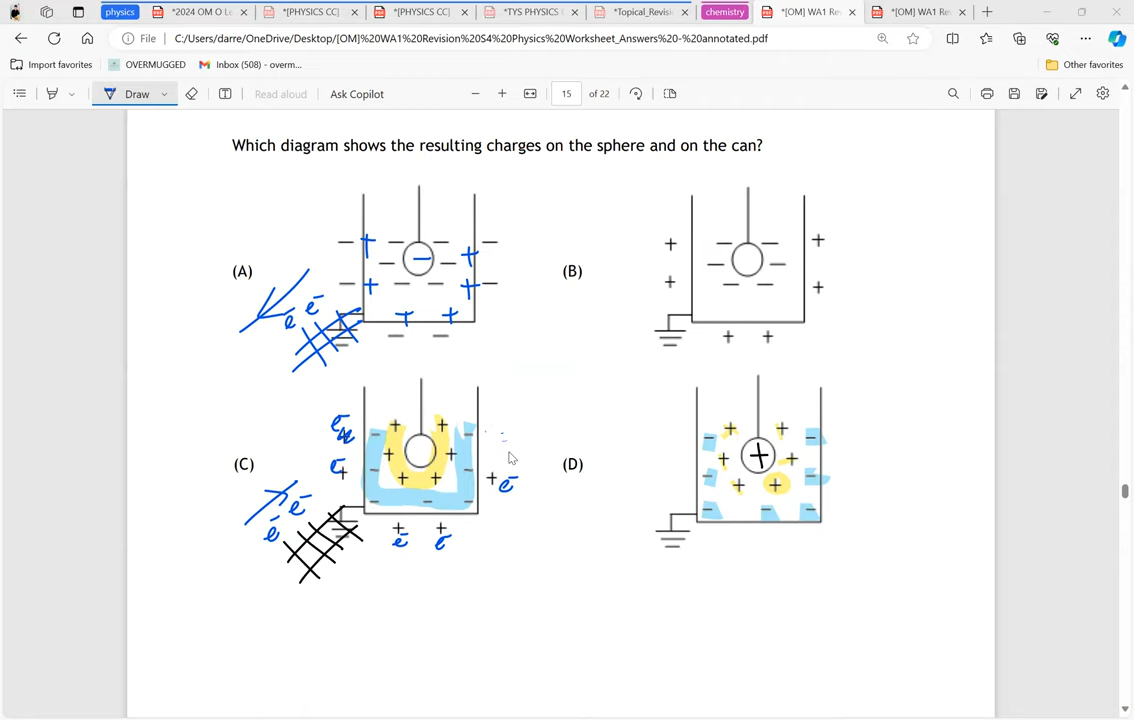 physics
*2024 OM O L
*[PHYSICS CC]
*[PHYSICS CC]
*TYS PHYSICS
*Topical_Revis
chemistry
*[OM] WA1 R
[OM] WA1 Re
File
C:/Users/darre/OneDrive/Desktop/[OM]%20WA1%20Revision%20S4%20Physics%20Worksheet_Answers%20-%20annotated.pdf
Import favorites
OVERMUGGED
Inbox (508) - overm...
Other favorites
Draw
Read aloud
Ask Copilot
15
of 22
Which diagram shows the resulting charges on the sphere and on the can?
(A)
(B)
e⁻ e⁻
(C)
(D)
e⁻
e⁻
e⁻
e⁻
e⁻ e⁻